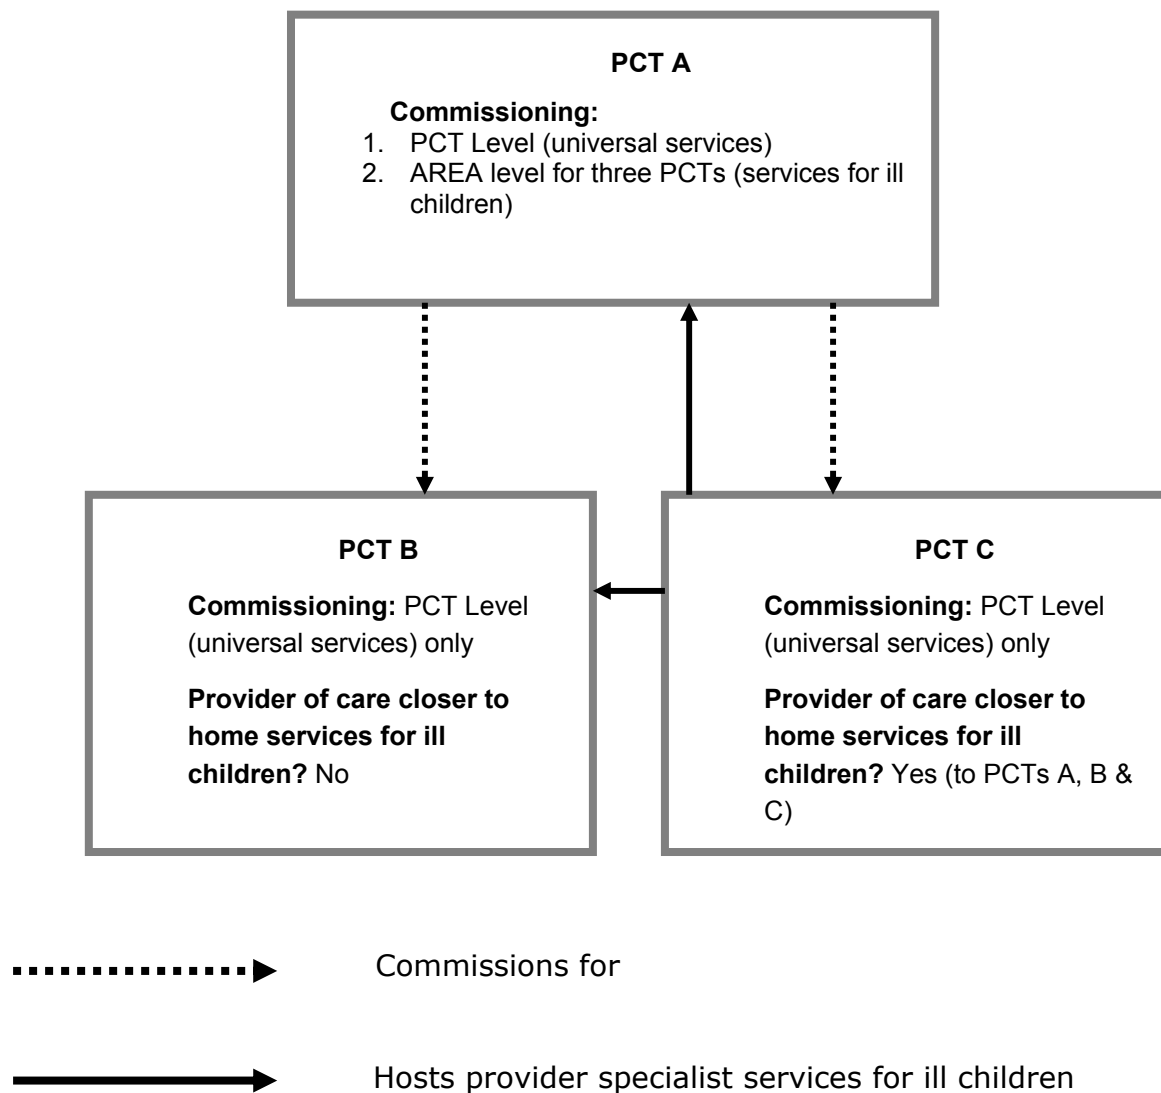 PCT A
Commissioning:
1. PCT Level (universal services)
2. AREA level for three PCTs (services for ill
children)
PCT B
Commissioning: PCT Level
(universal services) only
Provider of care closer to
home services for ill
children? No
PCT C
Commissioning: PCT Level
(universal services) only
Provider of care closer to
home services for ill
children? Yes (to PCTs A, B &
C)
Commissions for
Hosts provider specialist services for ill children